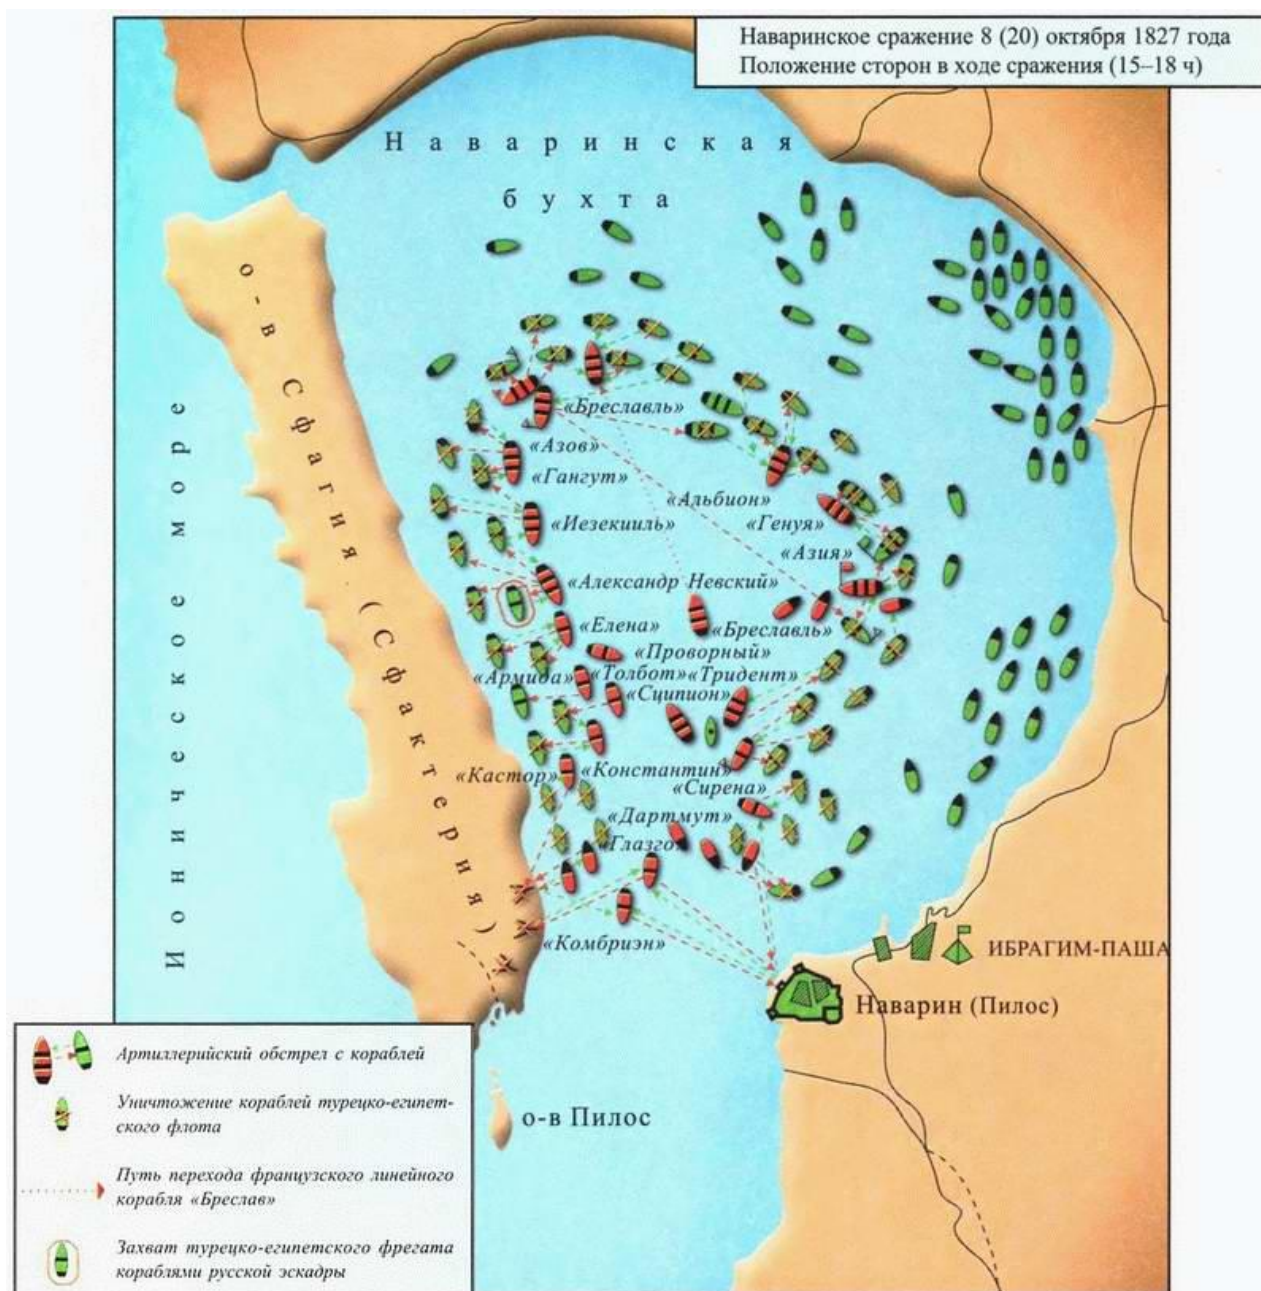 Наваринское сражение 8 (20) октября 1827 года
Положение сторон в ходе сражения (15–18 ч)
Наваринская
бухта
о-в Сфагия (Сфактерия)
Ионическое море
«Бреславль»
«Азов»
«Гангут»
«Альбион»
«Иезекииль»
«Генуя»
«Азия»
«Александр Невский»
«Елена»
«Бреславль»
«Проворный»
«Армида»
«Толбот»
«Тридент»
«Сципион»
«Константин»
«Кастор»
«Сирена»
«Дартмут»
«Глазго»
«Комбриэн»
ИБРАГИМ-ПАША
Наварин (Пилос)
о-в Пилос
Артиллерийский обстрел с кораблей
Уничтожение кораблей турецко-египет-
ского флота
Путь перехода французского линейного
корабля «Бреслав»
Захват турецко-египетского фрегата
кораблями русской эскадры